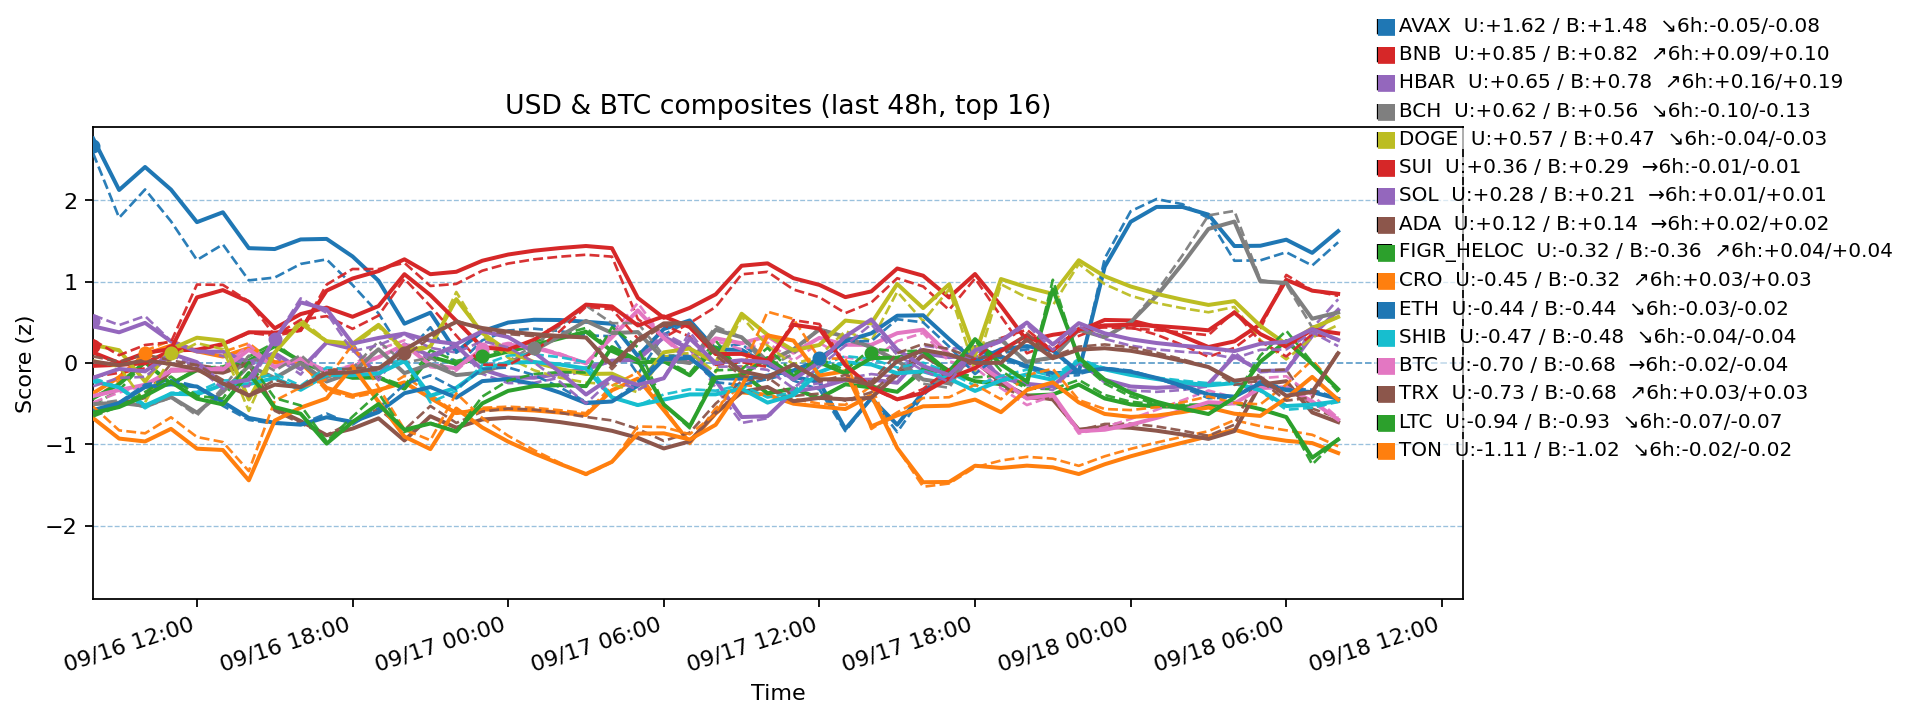 AVAX  U:+1.62 / B:+1.48  ↘6h:-0.05/-0.08
BNB  U:+0.85 / B:+0.82  ↗6h:+0.09/+0.10
HBAR  U:+0.65 / B:+0.78  ↗6h:+0.16/+0.19
BCH  U:+0.62 / B:+0.56  ↘6h:-0.10/-0.13
DOGE  U:+0.57 / B:+0.47  ↘6h:-0.04/-0.03
SUI  U:+0.36 / B:+0.29  →6h:-0.01/-0.01
SOL  U:+0.28 / B:+0.21  →6h:+0.01/+0.01
ADA  U:+0.12 / B:+0.14  →6h:+0.02/+0.02
FIGR_HELOC  U:-0.32 / B:-0.36  ↗6h:+0.04/+0.04
CRO  U:-0.45 / B:-0.32  ↗6h:+0.03/+0.03
ETH  U:-0.44 / B:-0.44  ↘6h:-0.03/-0.02
SHIB  U:-0.47 / B:-0.48  ↘6h:-0.04/-0.04
BTC  U:-0.70 / B:-0.68  →6h:-0.02/-0.04
TRX  U:-0.73 / B:-0.68  ↗6h:+0.03/+0.03
LTC  U:-0.94 / B:-0.93  ↘6h:-0.07/-0.07
TON  U:-1.11 / B:-1.02  ↘6h:-0.02/-0.02
USD & BTC composites (last 48h, top 16)
Score (z)
2
1
0
−1
−2
09/16 12:00
09/16 18:00
09/17 00:00
09/17 06:00
09/17 12:00
09/17 18:00
09/18 00:00
09/18 06:00
09/18 12:00
Time